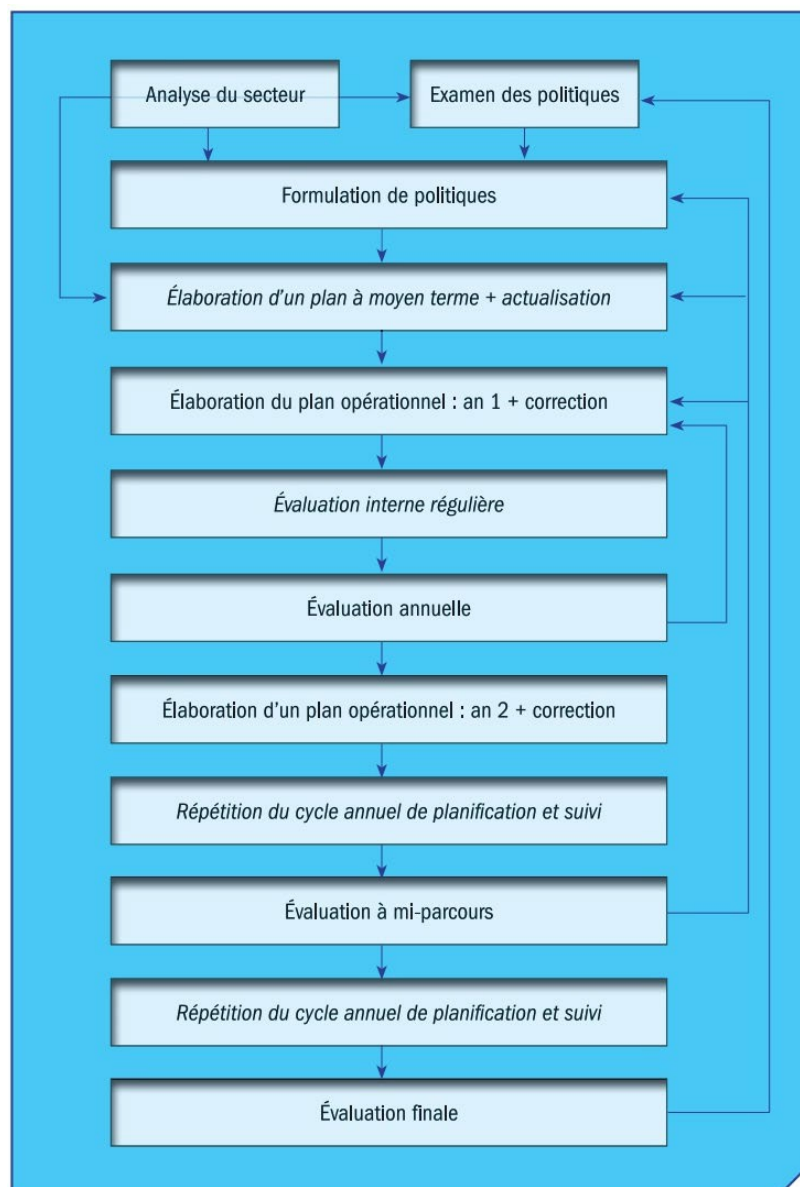 Analyse du secteur
Examen des politiques
Formulation de politiques
Élaboration d'un plan à moyen terme + actualisation
Élaboration du plan opérationnel : an 1 + correction
Évaluation interne régulière
Évaluation annuelle
Élaboration d'un plan opérationnel : an 2 + correction
Répétition du cycle annuel de planification et suivi
Évaluation à mi-parcours
Répétition du cycle annuel de planification et suivi
Évaluation finale